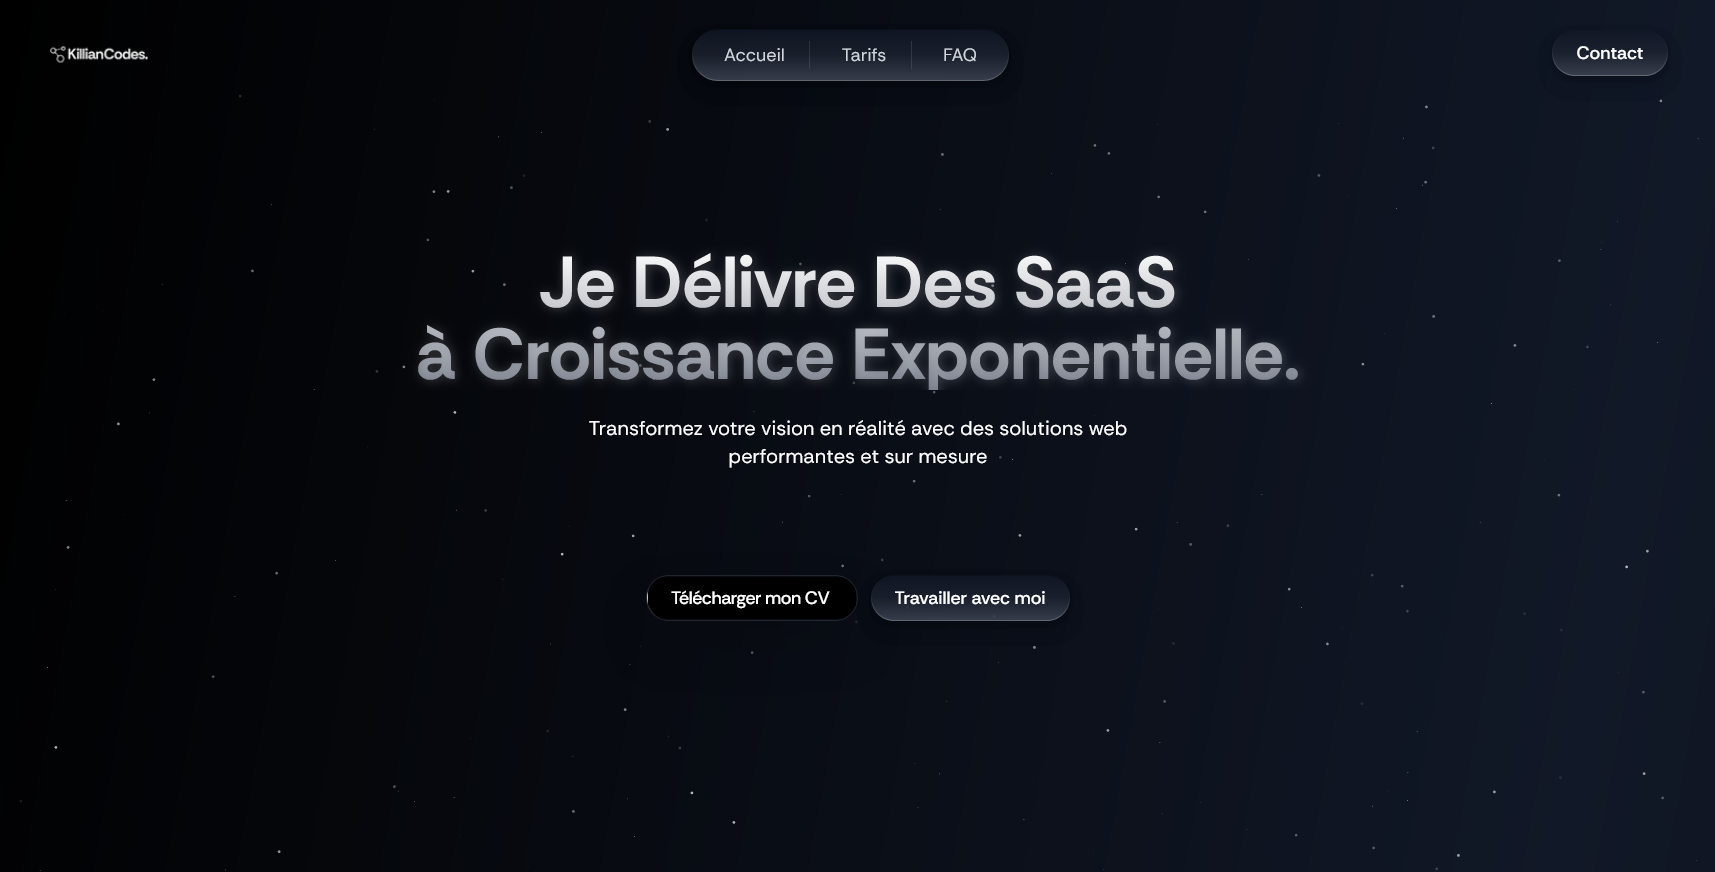 KillianCodes.
Accueil
Tarifs
FAQ
Contact
Je Délivre Des SaaS
à Croissance Exponentielle.
Transformez votre vision en réalité avec des solutions web
performantes et sur mesure
Télécharger mon CV
Travailler avec moi